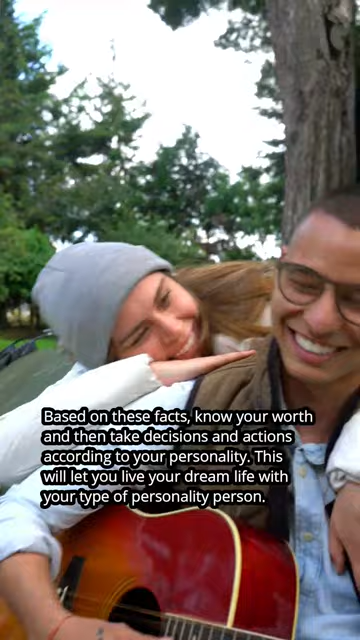 Based on these facts, know your worth
and then take decisions and actions
according to your personality. This
will let you live your dream life with
your type of personality person.